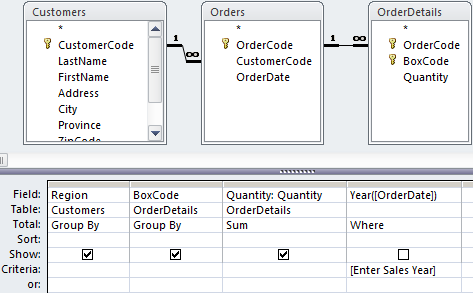 Customers
*
CustomerCode
LastName
FirstName
Address
City
Province
1
∞
Orders
*
OrderCode
CustomerCode
OrderDate
1
∞
OrderDetails
*
OrderCode
BoxCode
Quantity
Field: Region BoxCode Quantity: Quantity Year([OrderDate])
Table: Customers OrderDetails OrderDetails
Total: Group By Group By Sum Where
Sort:
Show:
Criteria: [Enter Sales Year]
or: